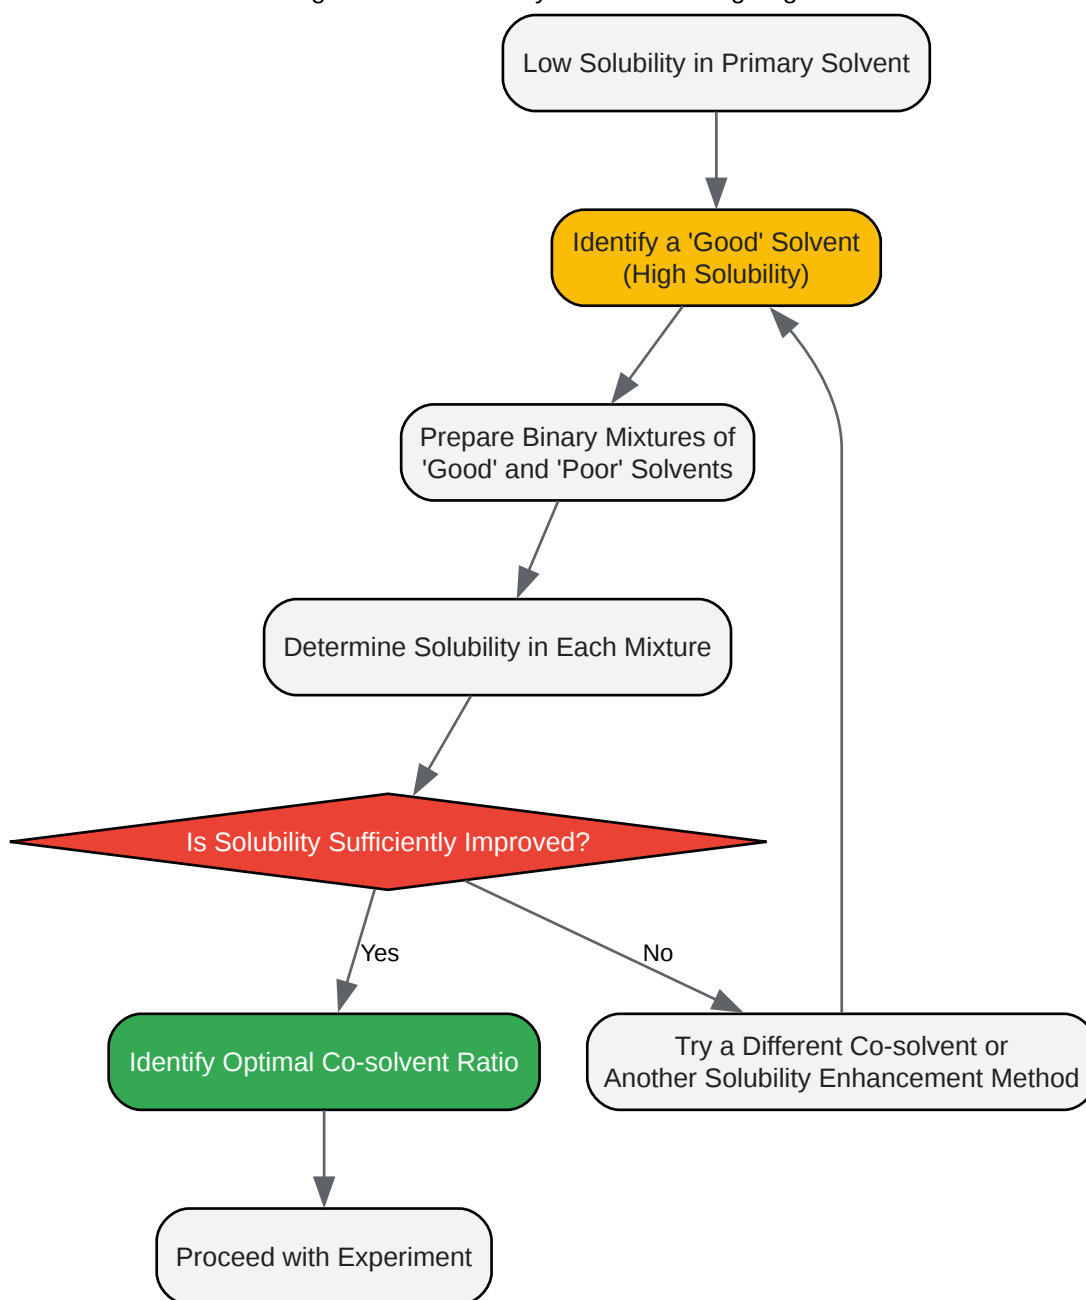 Low Solubility in Primary Solvent
Identify a 'Good' Solvent
(High Solubility)
Prepare Binary Mixtures of
'Good' and 'Poor' Solvents
Determine Solubility in Each Mixture
Is Solubility Sufficiently Improved?
Yes
No
Identify Optimal Co-solvent Ratio
Try a Different Co-solvent or
Another Solubility Enhancement Method
Proceed with Experiment